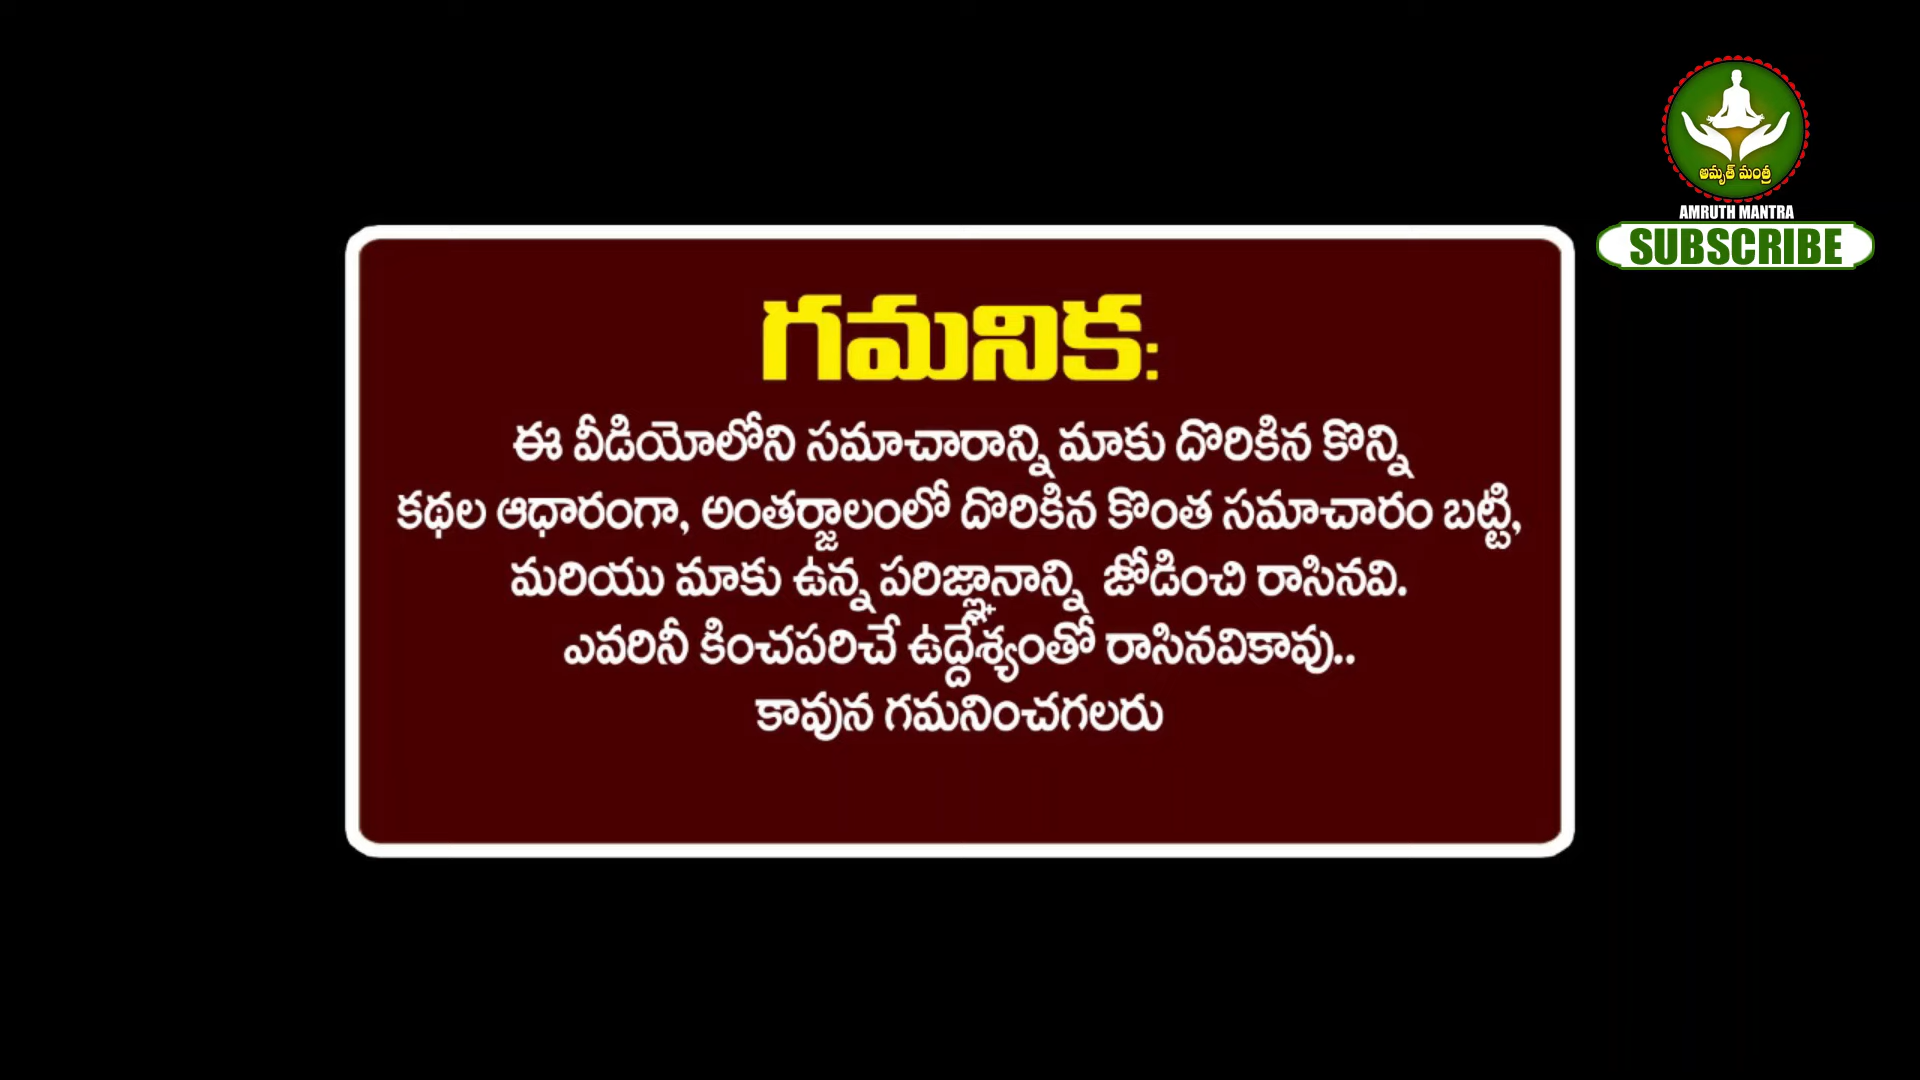 అమృత్ మంత్ర
AMRUTH MANTRA
SUBSCRIBE
గమనిక:
ఈ వీడియోలోని సమాచారాన్ని మాకు దొరికిన కొన్ని
కథల ఆధారంగా, అంతర్జాలంలో దొరికిన కొంత సమాచారం బట్టి,
మరియు మాకు ఉన్న పరిజ్ఞానాన్ని జోడించి రాసినవి.
ఎవరినీ కించపరిచే ఉద్దేశ్యంతో రాసినవికావు..
కావున గమనించగలరు